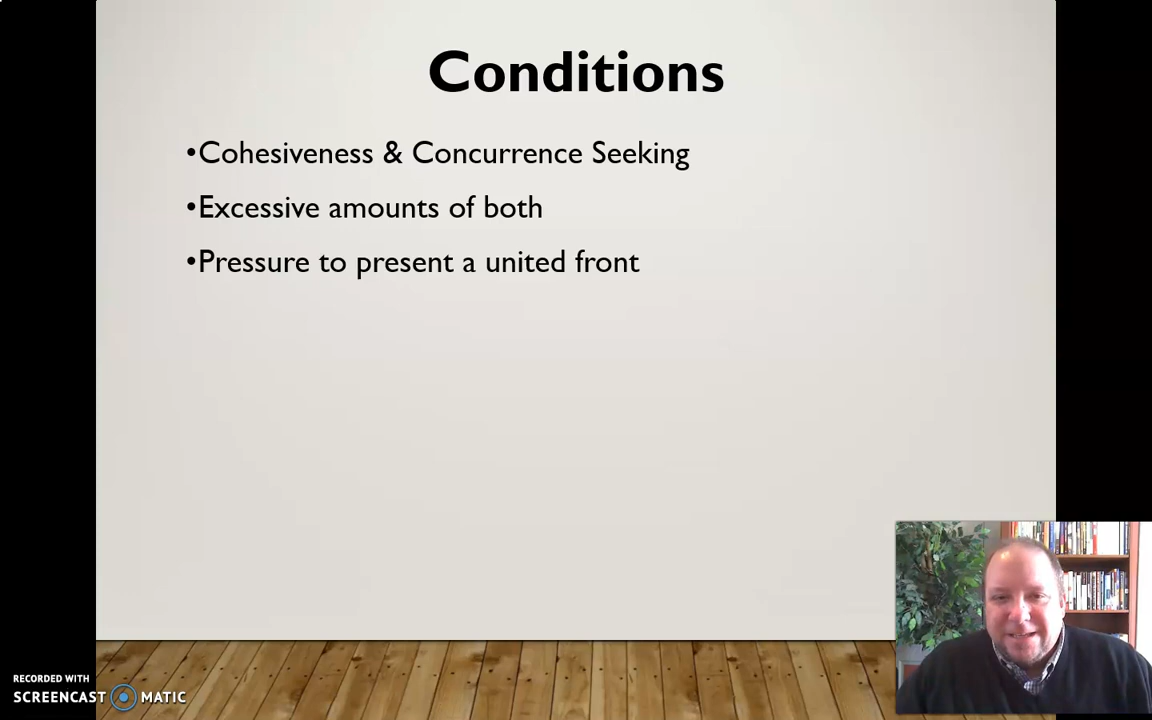 Conditions
•Cohesiveness & Concurrence Seeking
•Excessive amounts of both
•Pressure to present a united front
RECORDED WITH
SCREENCAST MATIC